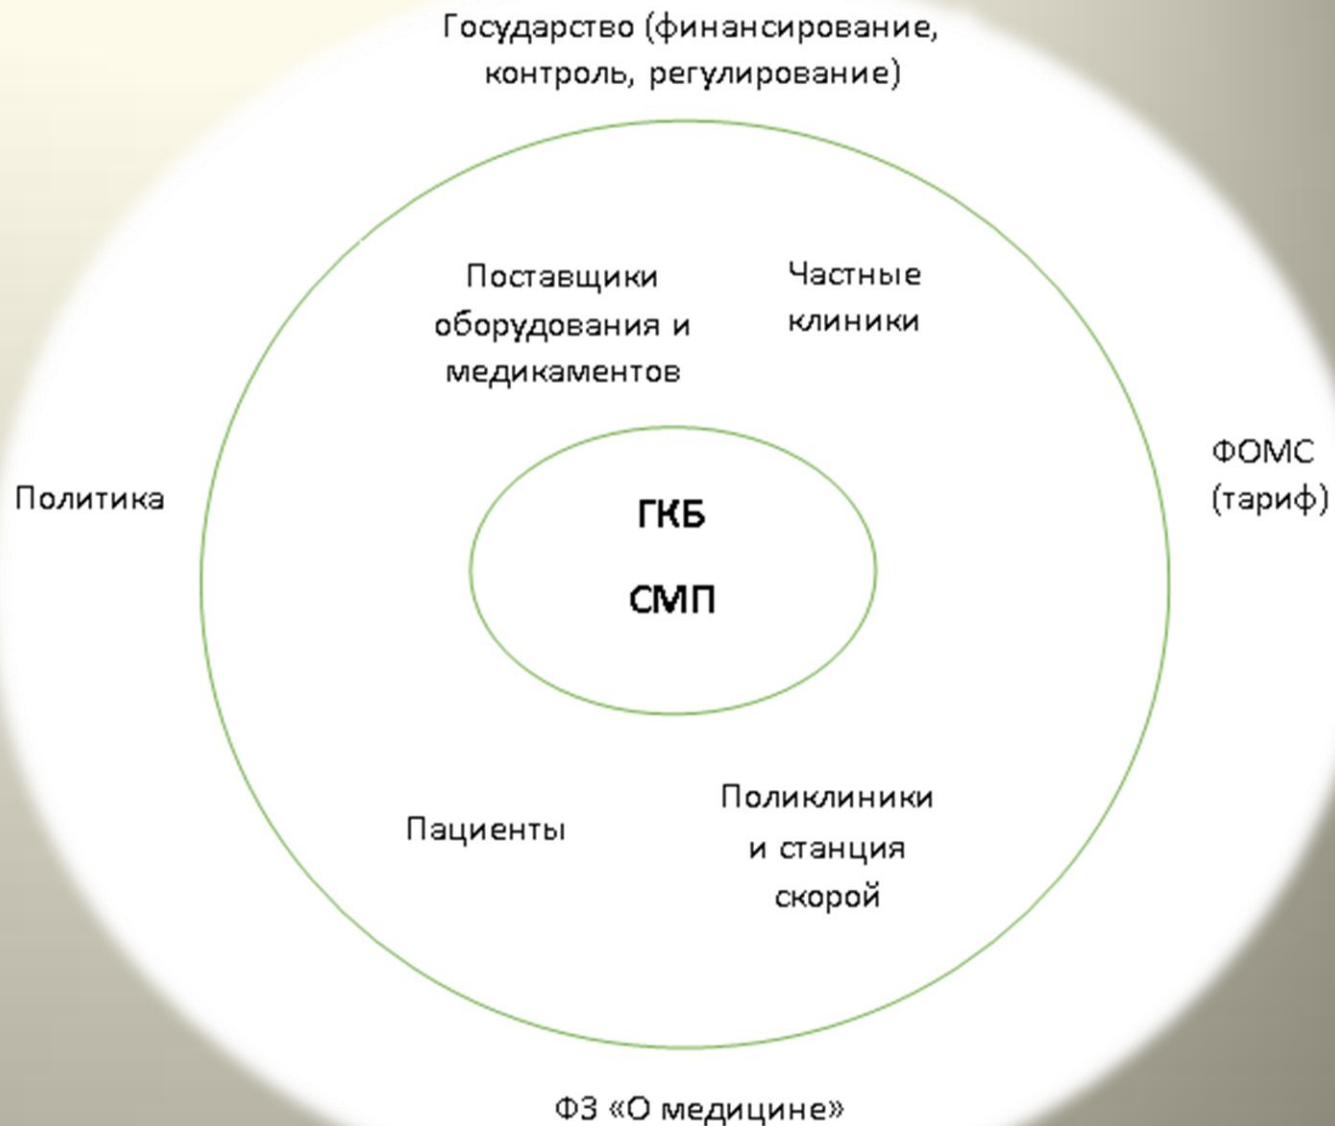 Государство (финансирование,
контроль, регулирование)
Поставщики
оборудования и
медикаментов
Частные
клиники
Политика
ФОМС
(тариф)
ГКБ
СМП
Пациенты
Поликлиники
и станция
скорой
ФЗ «О медицине»